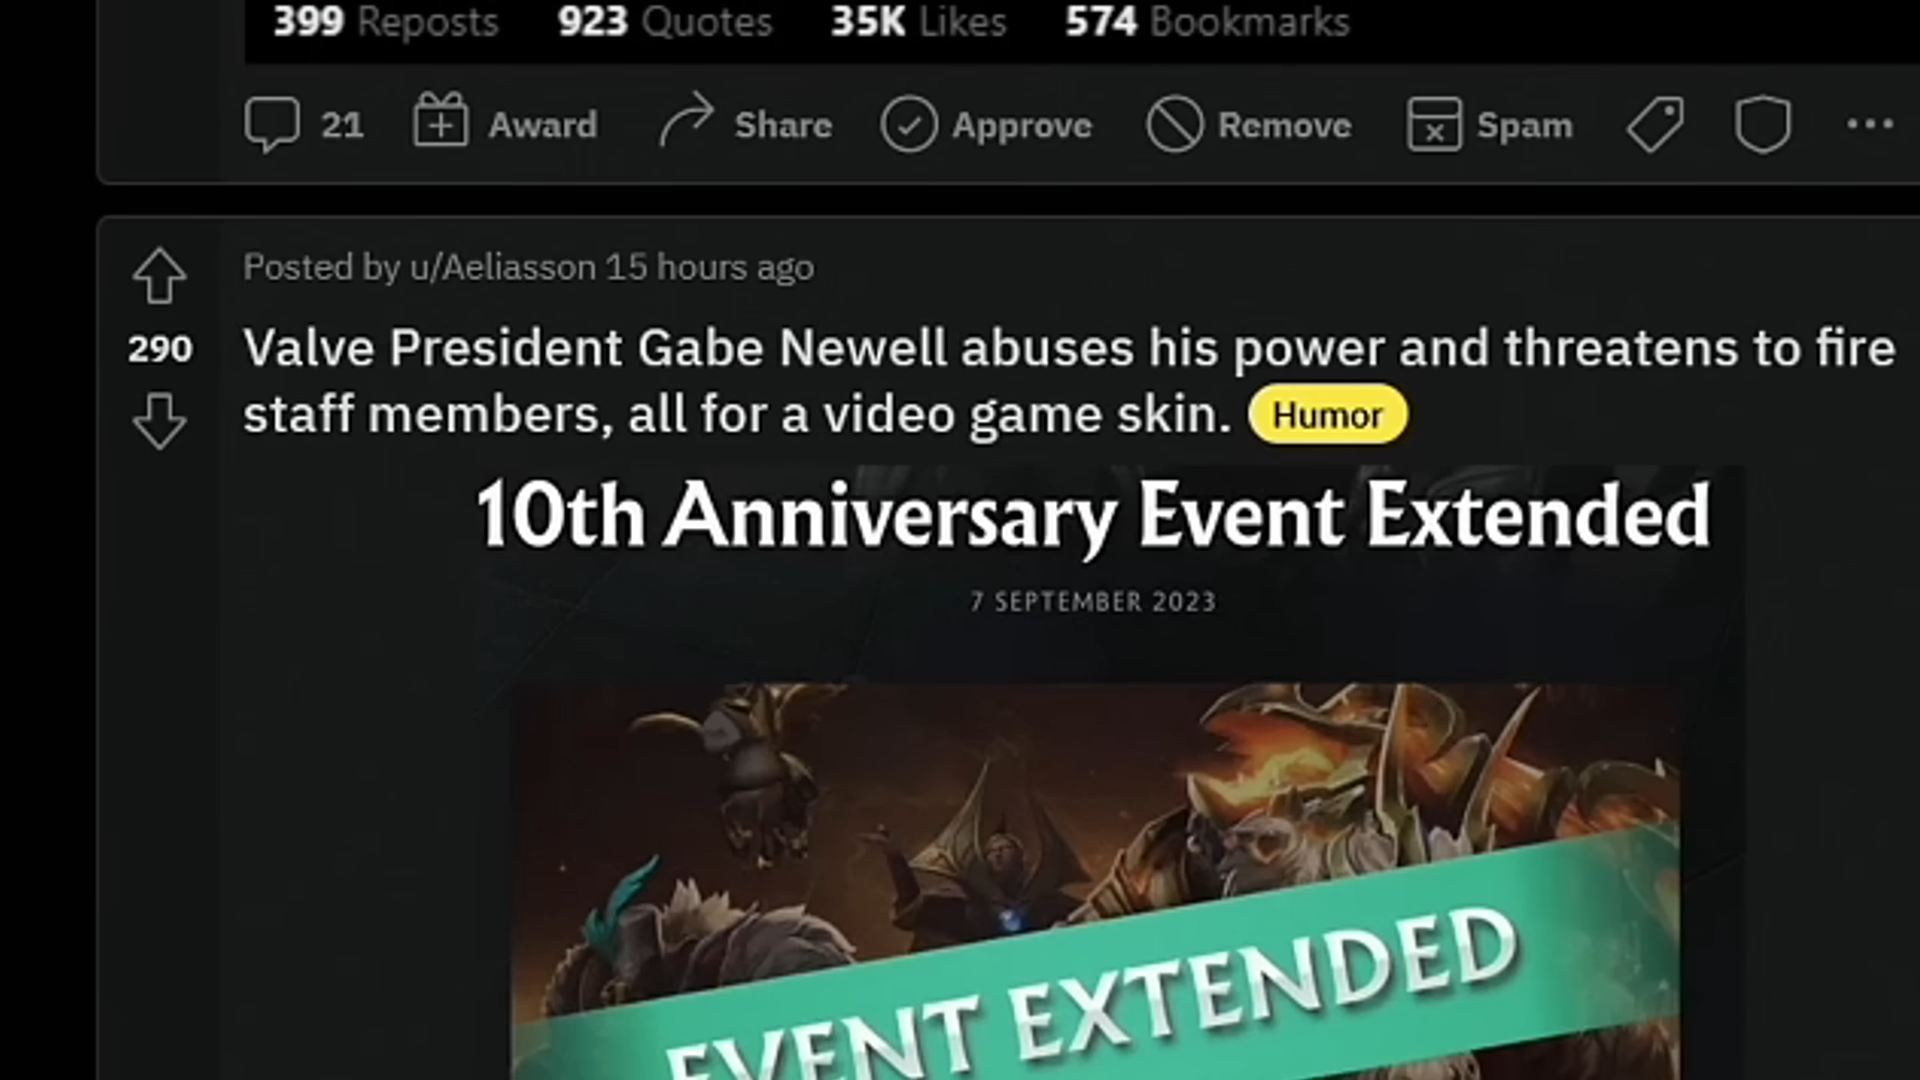 399 Reposts 923 Quotes 35K Likes 574 Bookmarks
21 Award Share Approve Remove Spam
Posted by u/Aeliasson 15 hours ago
290
Valve President Gabe Newell abuses his power and threatens to fire
staff members, all for a video game skin. Humor
10th Anniversary Event Extended
7 SEPTEMBER 2023
EVENT EXTENDED